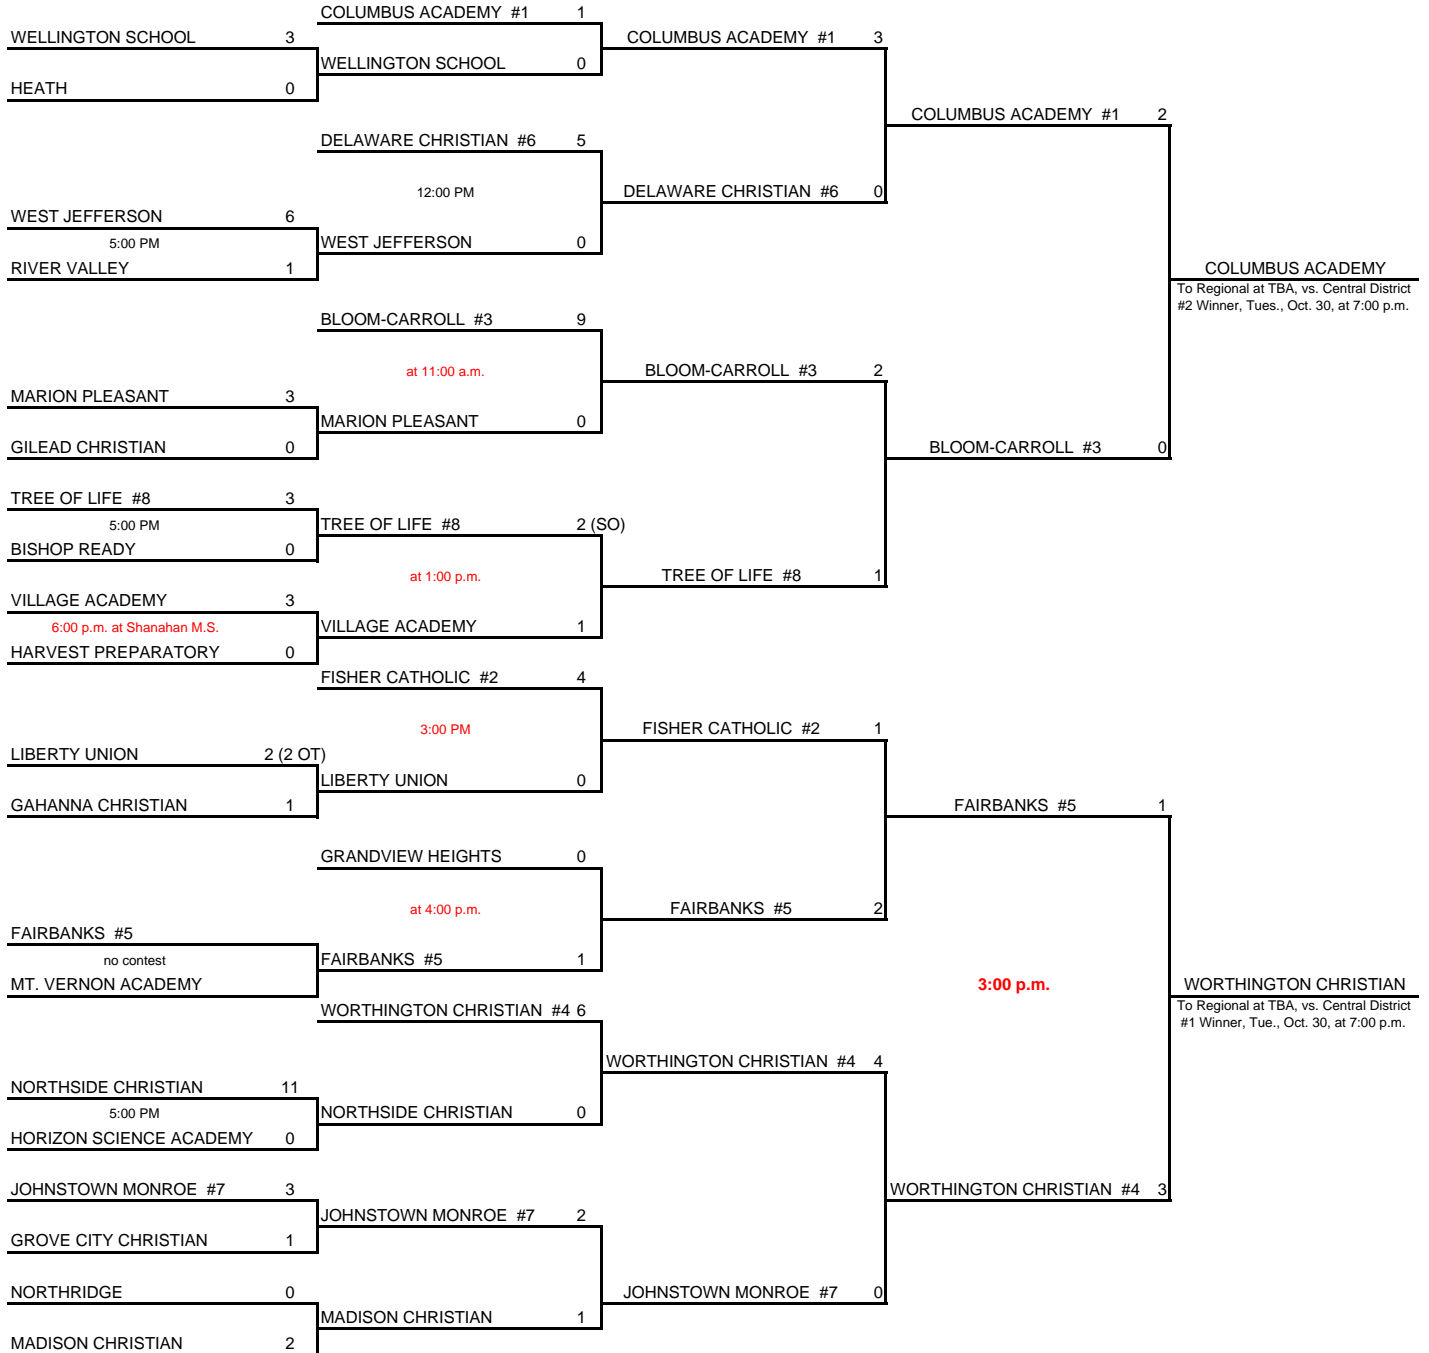 COLUMBUS ACADEMY #1 1
WELLINGTON SCHOOL 3
COLUMBUS ACADEMY #1 3
WELLINGTON SCHOOL 0
HEATH 0
COLUMBUS ACADEMY #1 2
DELAWARE CHRISTIAN #6 5
12:00 PM
DELAWARE CHRISTIAN #6 0
WEST JEFFERSON 6
5:00 PM
WEST JEFFERSON 0
RIVER VALLEY 1
COLUMBUS ACADEMY
To Regional at TBA, vs. Central District
#2 Winner, Tues., Oct. 30, at 7:00 p.m.
BLOOM-CARROLL #3 9
at 11:00 a.m.
BLOOM-CARROLL #3 2
MARION PLEASANT 3
MARION PLEASANT 0
GILEAD CHRISTIAN 0
BLOOM-CARROLL #3 0
TREE OF LIFE #8 3
5:00 PM
TREE OF LIFE #8 2 (SO)
BISHOP READY 0
at 1:00 p.m.
TREE OF LIFE #8 1
VILLAGE ACADEMY 3
6:00 p.m. at Shanahan M.S.
VILLAGE ACADEMY 1
HARVEST PREPARATORY 0
FISHER CATHOLIC #2 4
3:00 PM
FISHER CATHOLIC #2 1
LIBERTY UNION 2 (2 OT)
LIBERTY UNION 0
GAHANNA CHRISTIAN 1
FAIRBANKS #5 1
GRANDVIEW HEIGHTS 0
at 4:00 p.m.
FAIRBANKS #5 2
FAIRBANKS #5
no contest
FAIRBANKS #5 1
MT. VERNON ACADEMY
3:00 p.m.
WORTHINGTON CHRISTIAN
To Regional at TBA, vs. Central District
#1 Winner, Tue., Oct. 30, at 7:00 p.m.
WORTHINGTON CHRISTIAN #4 6
WORTHINGTON CHRISTIAN #4 4
NORTHSIDE CHRISTIAN 11
5:00 PM
NORTHSIDE CHRISTIAN 0
HORIZON SCIENCE ACADEMY 0
JOHNSTOWN MONROE #7 3
WORTHINGTON CHRISTIAN #4 3
JOHNSTOWN MONROE #7 2
GROVE CITY CHRISTIAN 1
NORTHRIDGE 0
JOHNSTOWN MONROE #7 0
MADISON CHRISTIAN 1
MADISON CHRISTIAN 2